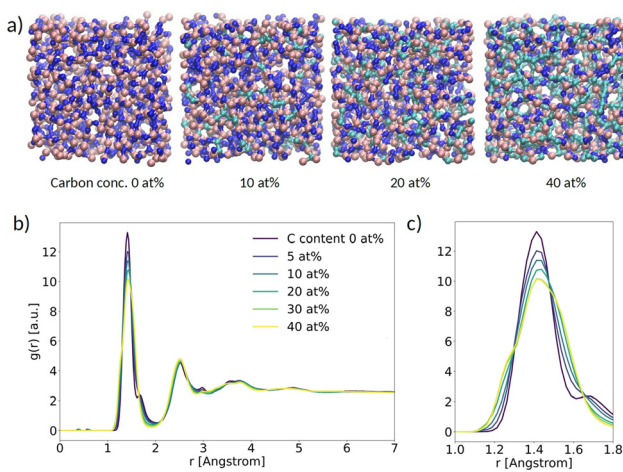 a)
Carbon conc. 0 at% 10 at% 20 at% 40 at%
b)
c)
g(r) [a.u.]
12
10
8
6
4
2
0
C content 0 at%
5 at%
10 at%
20 at%
30 at%
40 at%
0 1 2 3 4 5 6 7
r [Angstrom]
12
10
8
6
4
2
0
1.0 1.2 1.4 1.6 1.8
r [Angstrom]